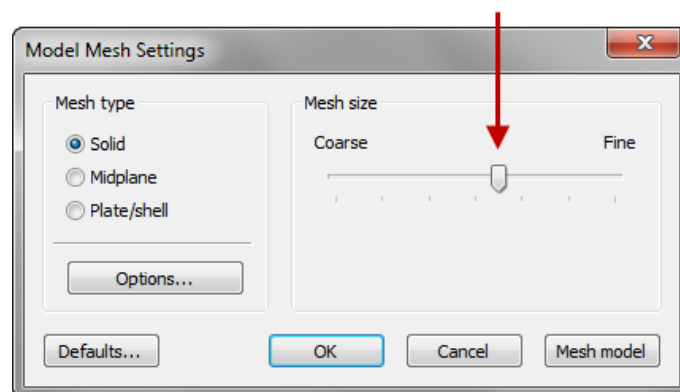 Model Mesh Settings
Mesh type
Solid
Midplane
Plate/shell
Options...
Mesh size
Coarse Fine
Defaults... OK Cancel Mesh model